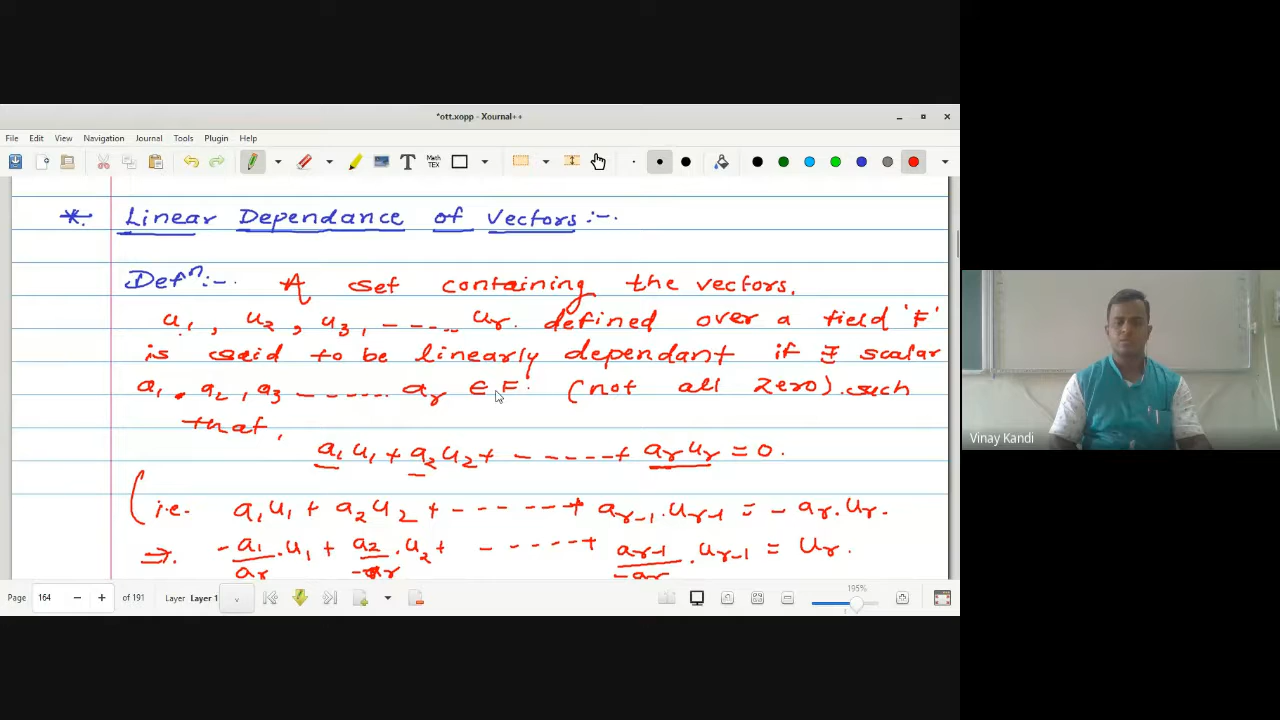 *ott.xopp - Xournal++
File Edit View Navigation Journal Tools Plugin Help
T Math TEX
*. Linear Dependance of vectors :-.
Defⁿ:-. A set containing the vectors.
u₁ , u₂ , u₃ , ------ uᵣ. defined over a field 'F'
is said to be linearly dependant if ∃ scalar
a₁ . a₂ , a₃ ------- aᵣ ∈ F. (not all zero). such
that,
a₁u₁ + a₂u₂ + ------ + aᵣuᵣ = 0.
(i.e. a₁u₁ + a₂u₂ + ------- + aᵣ₋₁.uᵣ₋₁ = - aᵣ.uᵣ.
⇒. -a₁/aᵣ .u₁ + a₂/-aᵣ .u₂ + ------ + aᵣ₋₁/-aᵣ .uᵣ₋₁ = uᵣ.
Page 164 of 191 Layer Layer 1 195%
Vinay Kandi